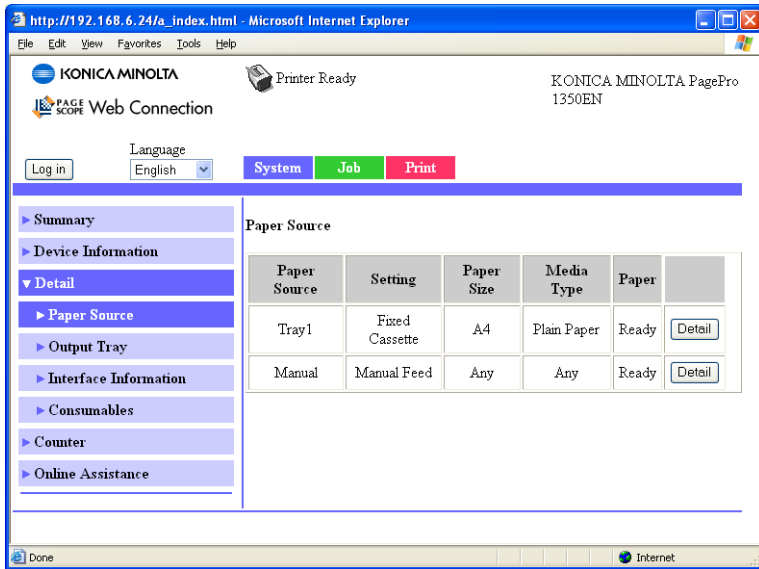 http://192.168.6.24/a_index.html - Microsoft Internet Explorer
File Edit View Favorites Tools Help
KONICA MINOLTA
Printer Ready
KONICA MINOLTA PagePro
1350EN
PAGE
SCOPE Web Connection
Language
Log in English System Job Print
Summary
Device Information
Detail
Paper Source
Output Tray
Interface Information
Consumables
Counter
Online Assistance
Paper Source
Paper Source Setting Paper Size Media Type Paper
Tray1 Fixed Cassette A4 Plain Paper Ready Detail
Manual Manual Feed Any Any Ready Detail
Done Internet